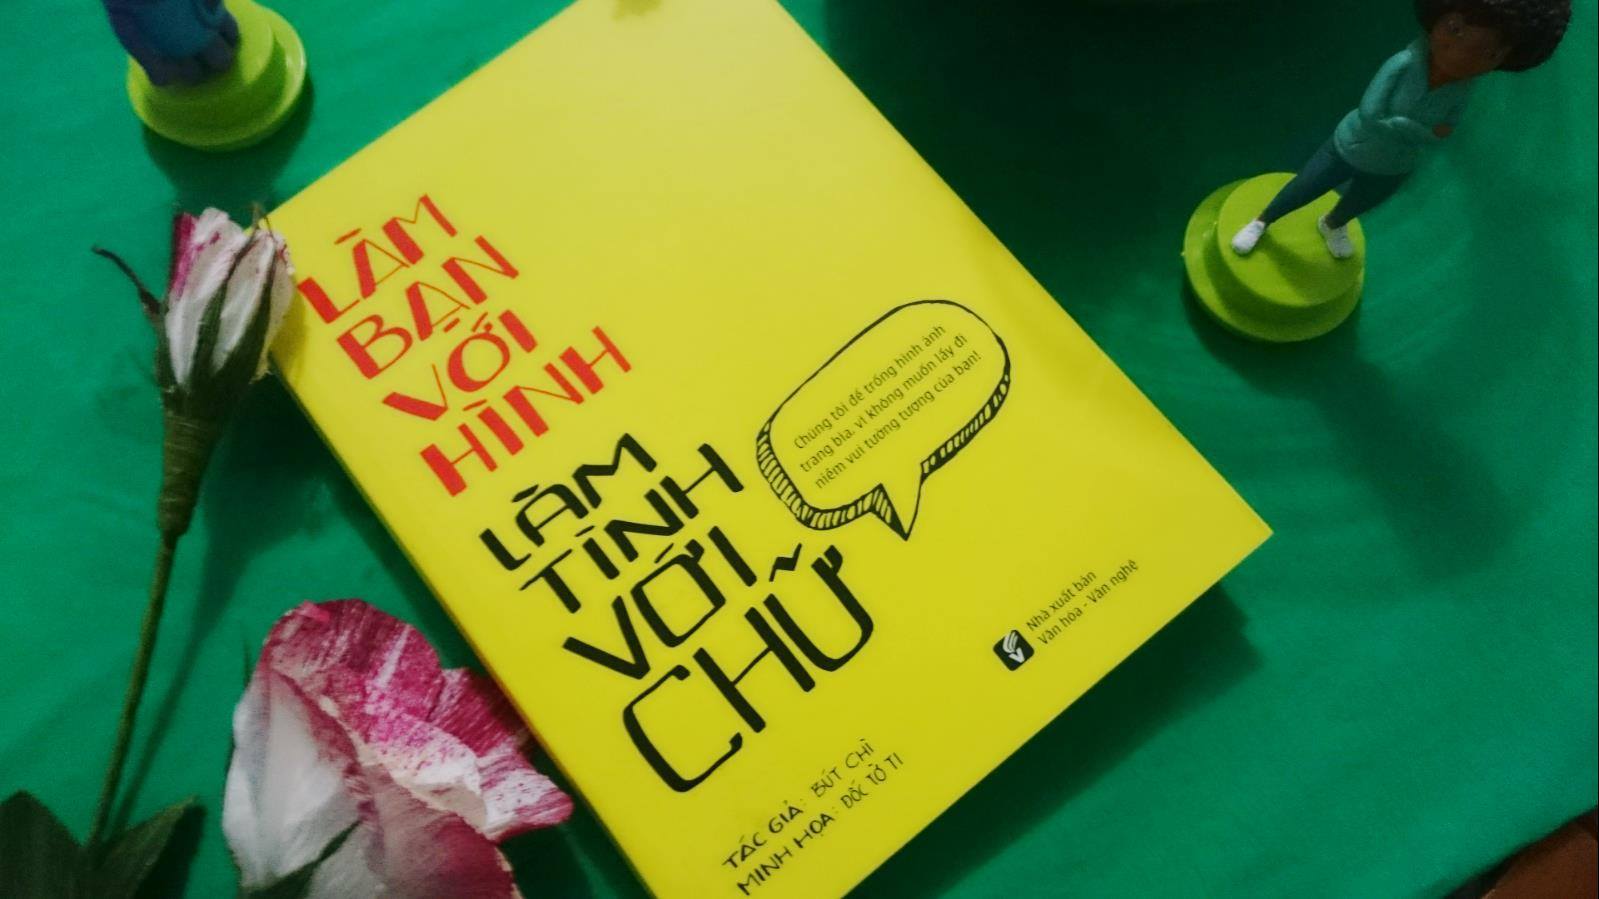 LÀM
BẠN
VỚI
HÌNH
LÀM
TÌNH
VỚI
CHỮ
Chúng tôi để trống hình ảnh
trang bìa, vì không muốn lấy đi
niềm vui tưởng tượng của bạn!
Nhà xuất bản
Văn hóa - Văn nghệ
TÁC GIẢ: BÚT CHÌ
MINH HỌA: ĐỐC TỜ TI